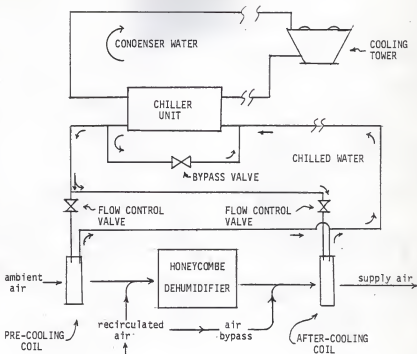 CONDENSER WATER
COOLING
TOWER
CHILLER
UNIT
CHILLED WATER
BYPASS VALVE
FLOW CONTROL
VALVE
FLOW CONTROL
VALVE
HONEYCOMBE
DEHUMIDIFIER
ambient
air
supply air
recirculated
air
air
bypass
PRE-COOLING
COIL
AFTER-COOLING
COIL